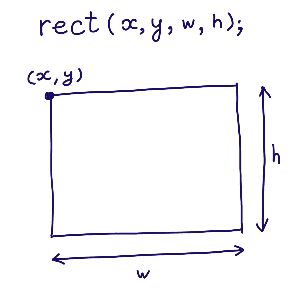 rect(x, y, w, h);
(x, y)
h
w